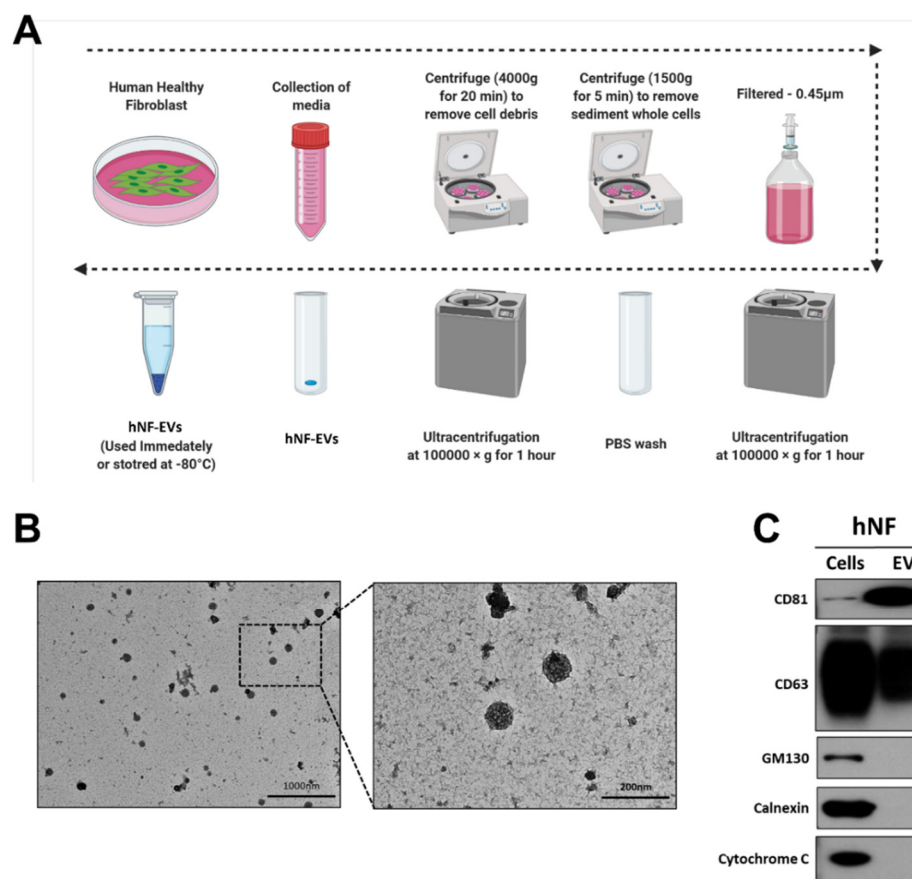 A
Human Healthy
Fibroblast
Collection of
media
Centrifuge (4000g
for 20 min) to
remove cell debris
Centrifuge (1500g
for 5 min) to remove
sediment whole cells
Filtered - 0.45µm
hNF-EVs
(Used Immedately
or stotred at -80°C)
hNF-EVs
Ultracentrifugation
at 100000 × g for 1 hour
PBS wash
Ultracentrifugation
at 100000 × g for 1 hour
B
1000nm
200nm
C
hNF
Cells EV
CD81
CD63
GM130
Calnexin
Cytochrome C